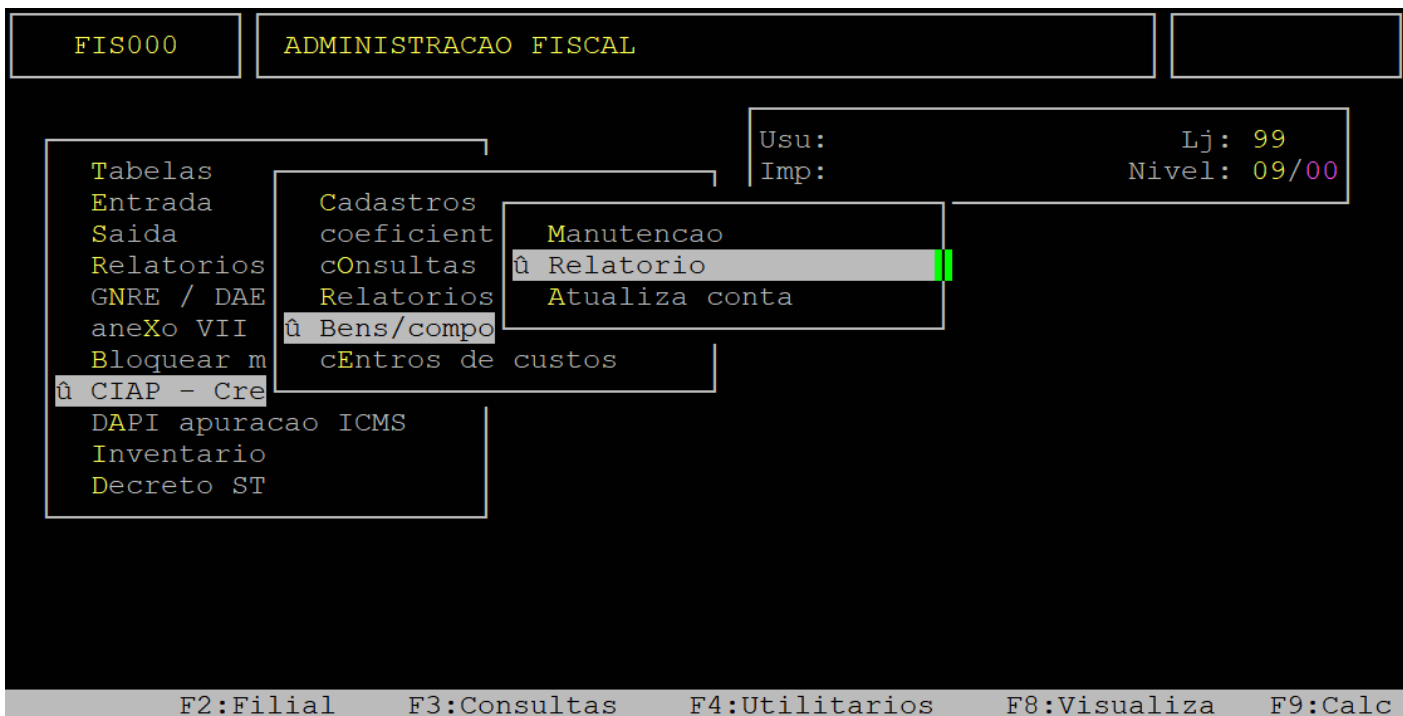 FIS000 ADMINISTRACAO FISCAL
Usu: Lj: 99
Imp: Nivel: 09/00
Tabelas
Entrada
Saida
Relatorios
GNRE / DAE
aneXo VII
Bloquear m
û CIAP - Cre
DAPI apuracao ICMS
Inventario
Decreto ST
Cadastros
coeficient
cOnsultas
Relatorios
û Bens/compo
cEntros de custos
Manutencao
û Relatorio
Atualiza conta
F2:Filial F3:Consultas F4:Utilitarios F8:Visualiza F9:Calc